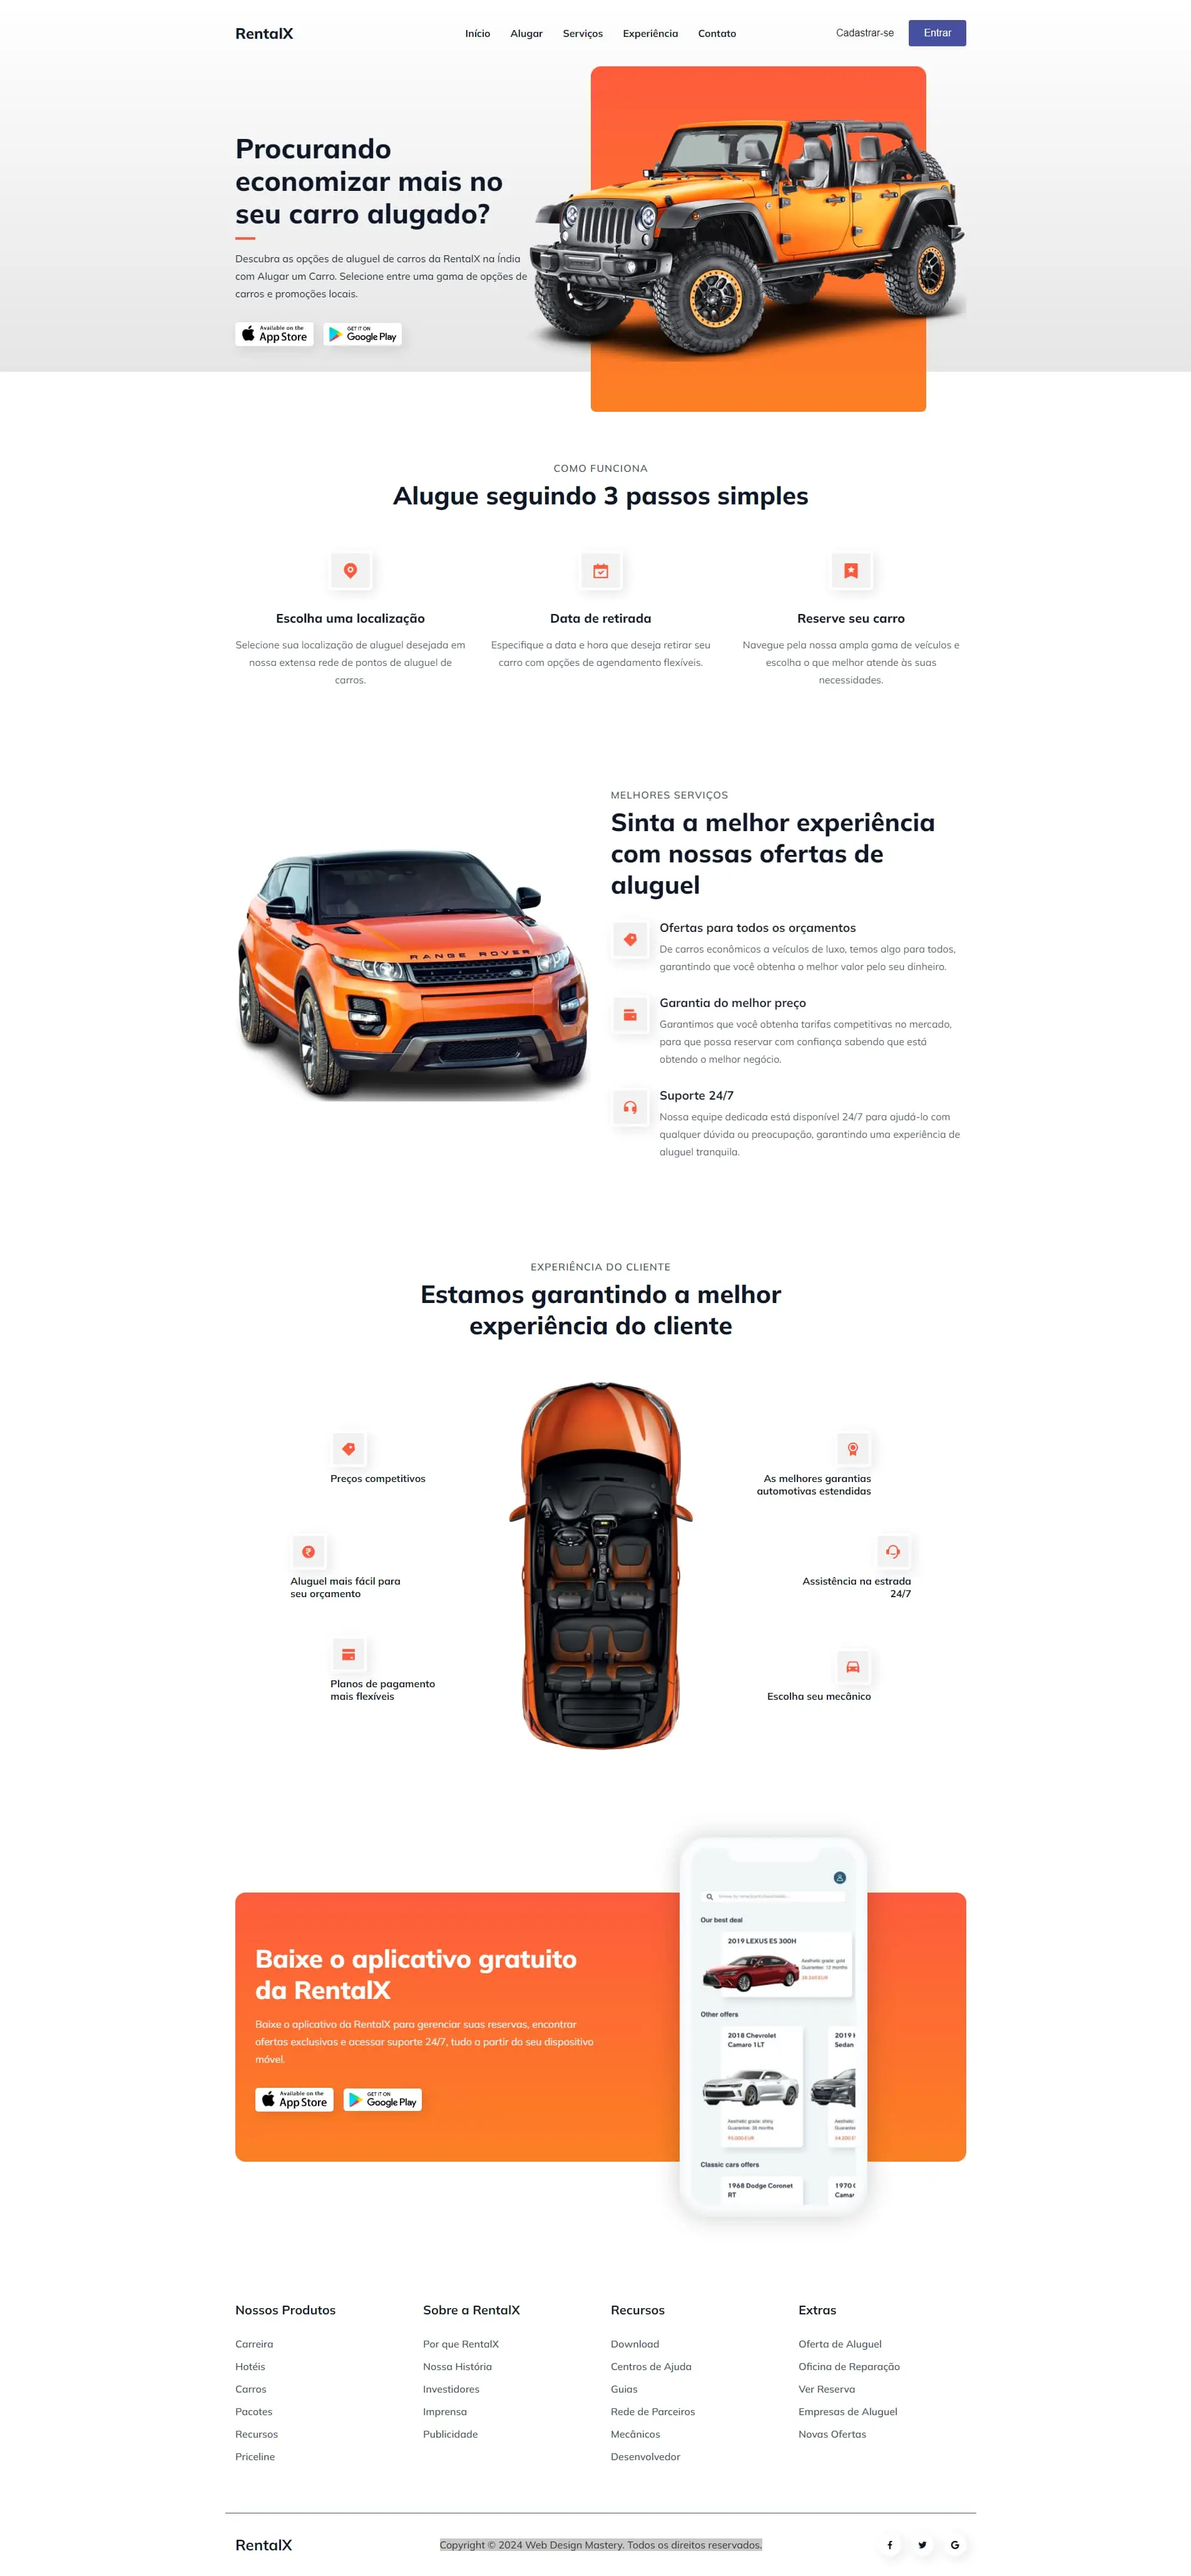 RentalX
Início
Alugar
Serviços
Experiência
Contato
Cadastrar-se
Entrar
Procurando
economizar mais no
seu carro alugado?
Descubra as opções de aluguel de carros da RentalX na Índia
com Alugar um Carro. Selecione entre uma gama de opções de
carros e promoções locais.
Available on the
App Store
GET IT ON
Google Play
COMO FUNCIONA
Alugue seguindo 3 passos simples
Escolha uma localização
Selecione sua localização de aluguel desejada em
nossa extensa rede de pontos de aluguel de
carros.
Data de retirada
Especifique a data e hora que deseja retirar seu
carro com opções de agendamento flexíveis.
Reserve seu carro
Navegue pela nossa ampla gama de veículos e
escolha o que melhor atende às suas
necessidades.
RANGE ROVER
MELHORES SERVIÇOS
Sinta a melhor experiência
com nossas ofertas de
aluguel
Ofertas para todos os orçamentos
De carros econômicos a veículos de luxo, temos algo para todos,
garantindo que você obtenha o melhor valor pelo seu dinheiro.
Garantia do melhor preço
Garantimos que você obtenha tarifas competitivas no mercado,
para que possa reservar com confiança sabendo que está
obtendo o melhor negócio.
Suporte 24/7
Nossa equipe dedicada está disponível 24/7 para ajudá-lo com
qualquer dúvida ou preocupação, garantindo uma experiência de
aluguel tranquila.
EXPERIÊNCIA DO CLIENTE
Estamos garantindo a melhor
experiência do cliente
Preços competitivos
Aluguel mais fácil para
seu orçamento
Planos de pagamento
mais flexíveis
As melhores garantias
automotivas estendidas
Assistência na estrada
24/7
Escolha seu mecânico
Baixe o aplicativo gratuito
da RentalX
Baixe o aplicativo da RentalX para gerenciar suas reservas, encontrar
ofertas exclusivas e acessar suporte 24/7, tudo a partir do seu dispositivo
móvel.
Available on the
App Store
GET IT ON
Google Play
Our best deal
2019 LEXUS ES 300H
Aesthetic grade: gold
Guarantee: 12 months
Other offers
2018 Chevrolet
Camaro 1LT
Aesthetic grade: shiny
Guarantee: 36 months
2019 H
Sedan
Aesthetic
Guarantee
Classic cars offers
1968 Dodge Coronet
RT
1970 C
Camar
Nossos Produtos
Carreira
Hotéis
Carros
Pacotes
Recursos
Priceline
Sobre a RentalX
Por que RentalX
Nossa História
Investidores
Imprensa
Publicidade
Recursos
Download
Centros de Ajuda
Guias
Rede de Parceiros
Mecânicos
Desenvolvedor
Extras
Oferta de Aluguel
Oficina de Reparação
Ver Reserva
Empresas de Aluguel
Novas Ofertas
RentalX
Copyright © 2024 Web Design Mastery. Todos os direitos reservados.